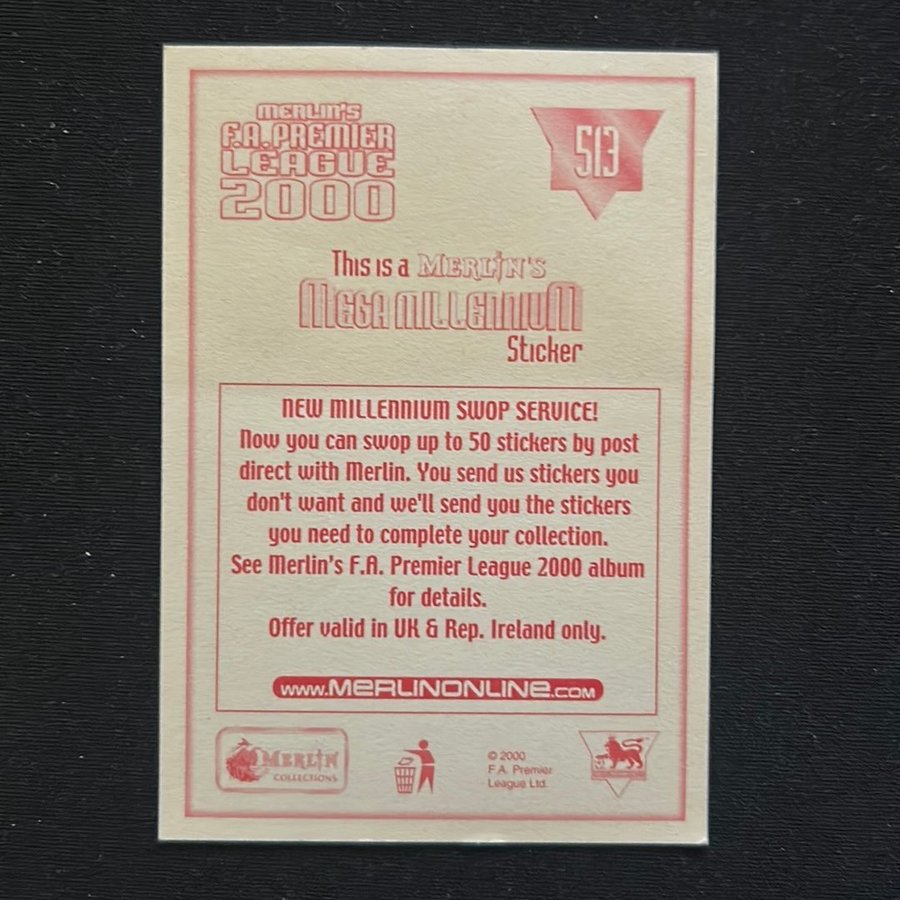 MERLIN'S
F.A. PREMIER
LEAGUE
2000
513
This is a MERLIN'S
MEGA MILLENNIUM
Sticker
NEW MILLENNIUM SWOP SERVICE!
Now you can swop up to 50 stickers by post
direct with Merlin. You send us stickers you
don't want and we'll send you the stickers
you need to complete your collection.
See Merlin's F.A. Premier League 2000 album
for details.
Offer valid in UK & Rep. Ireland only.
www.MERLINONLINE.COM
MERLIN
COLLECTIONS
© 2000
F.A. Premier
League Ltd.